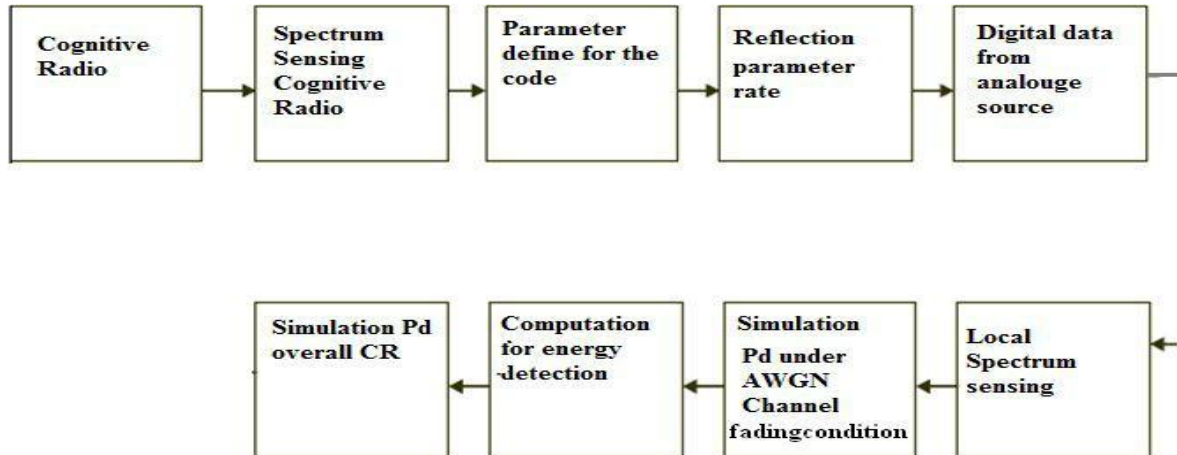 Cognitive
Radio
Spectrum
Sensing
Cognitive
Radio
Parameter
define for the
code
Reflection
parameter
rate
Digital data
from
analouge
source
Local
Spectrum
sensing
Simulation
Pd under
AWGN
Channel
fadingcondition
Computation
for energy
detection
Simulation Pd
overall CR